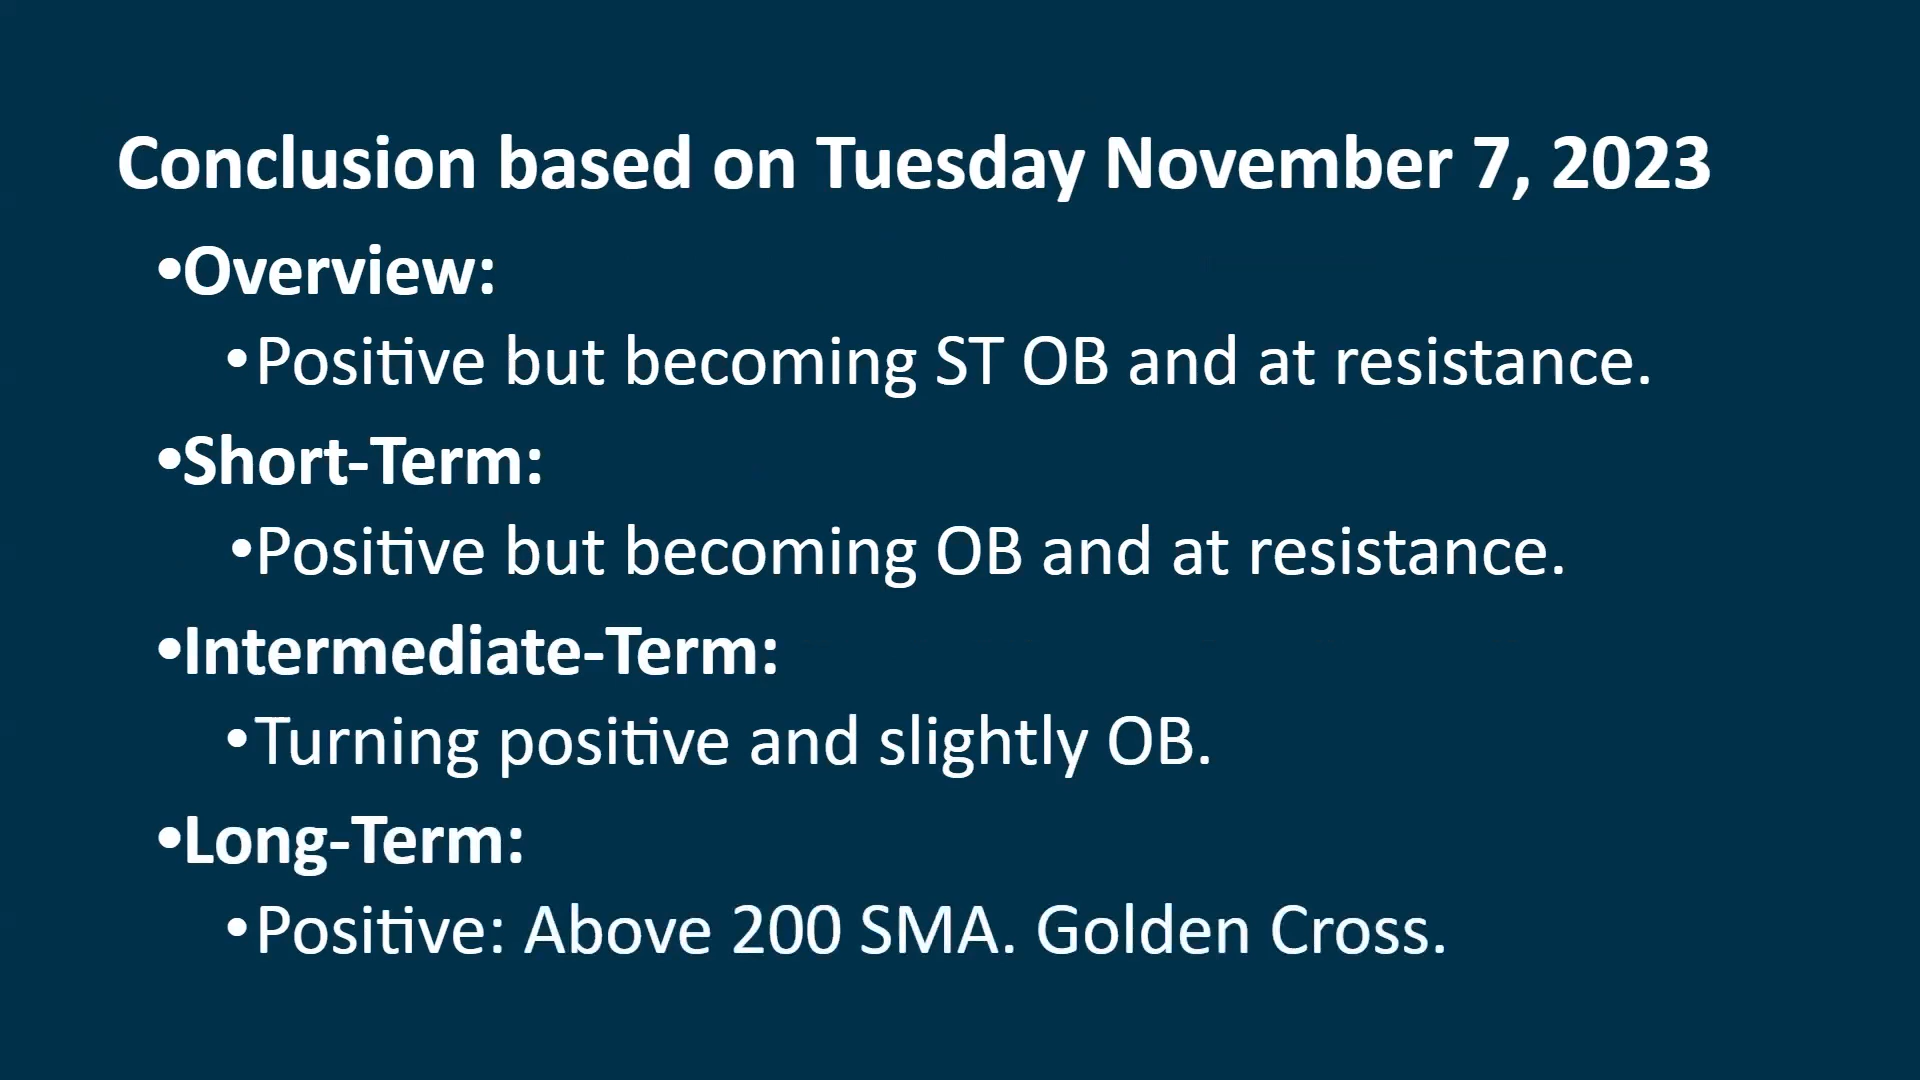 Conclusion based on Tuesday November 7, 2023
•Overview:
•Positive but becoming ST OB and at resistance.
•Short-Term:
•Positive but becoming OB and at resistance.
•Intermediate-Term:
•Turning positive and slightly OB.
•Long-Term:
•Positive: Above 200 SMA. Golden Cross.